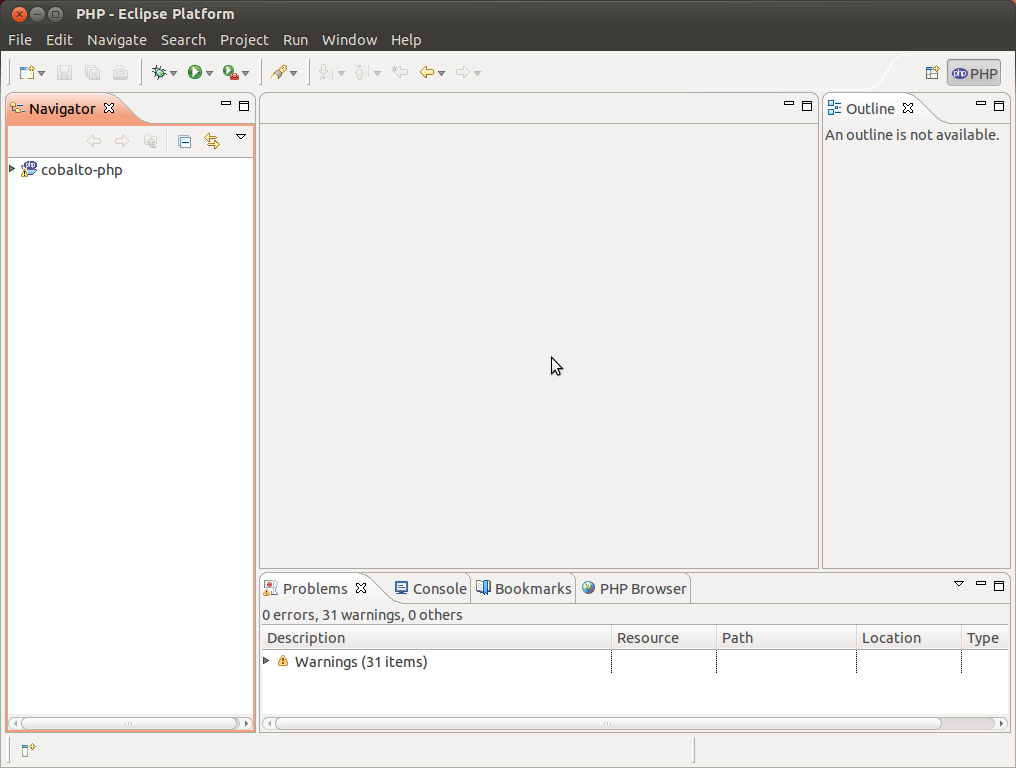 PHP - Eclipse Platform
File Edit Navigate Search Project Run Window Help
PHP
Navigator
Outline
An outline is not available.
cobalto-php
Problems Console Bookmarks PHP Browser
0 errors, 31 warnings, 0 others
Description Resource Path Location Type
Warnings (31 items)